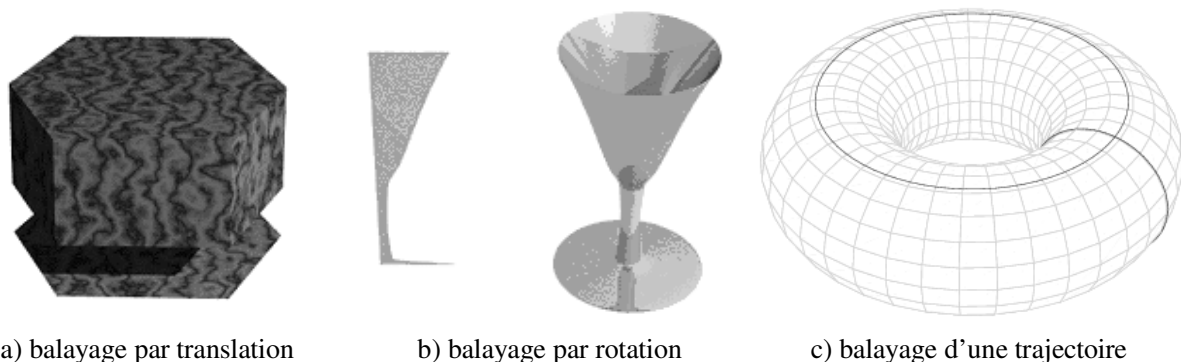 a) balayage par translation
b) balayage par rotation
c) balayage d'une trajectoire